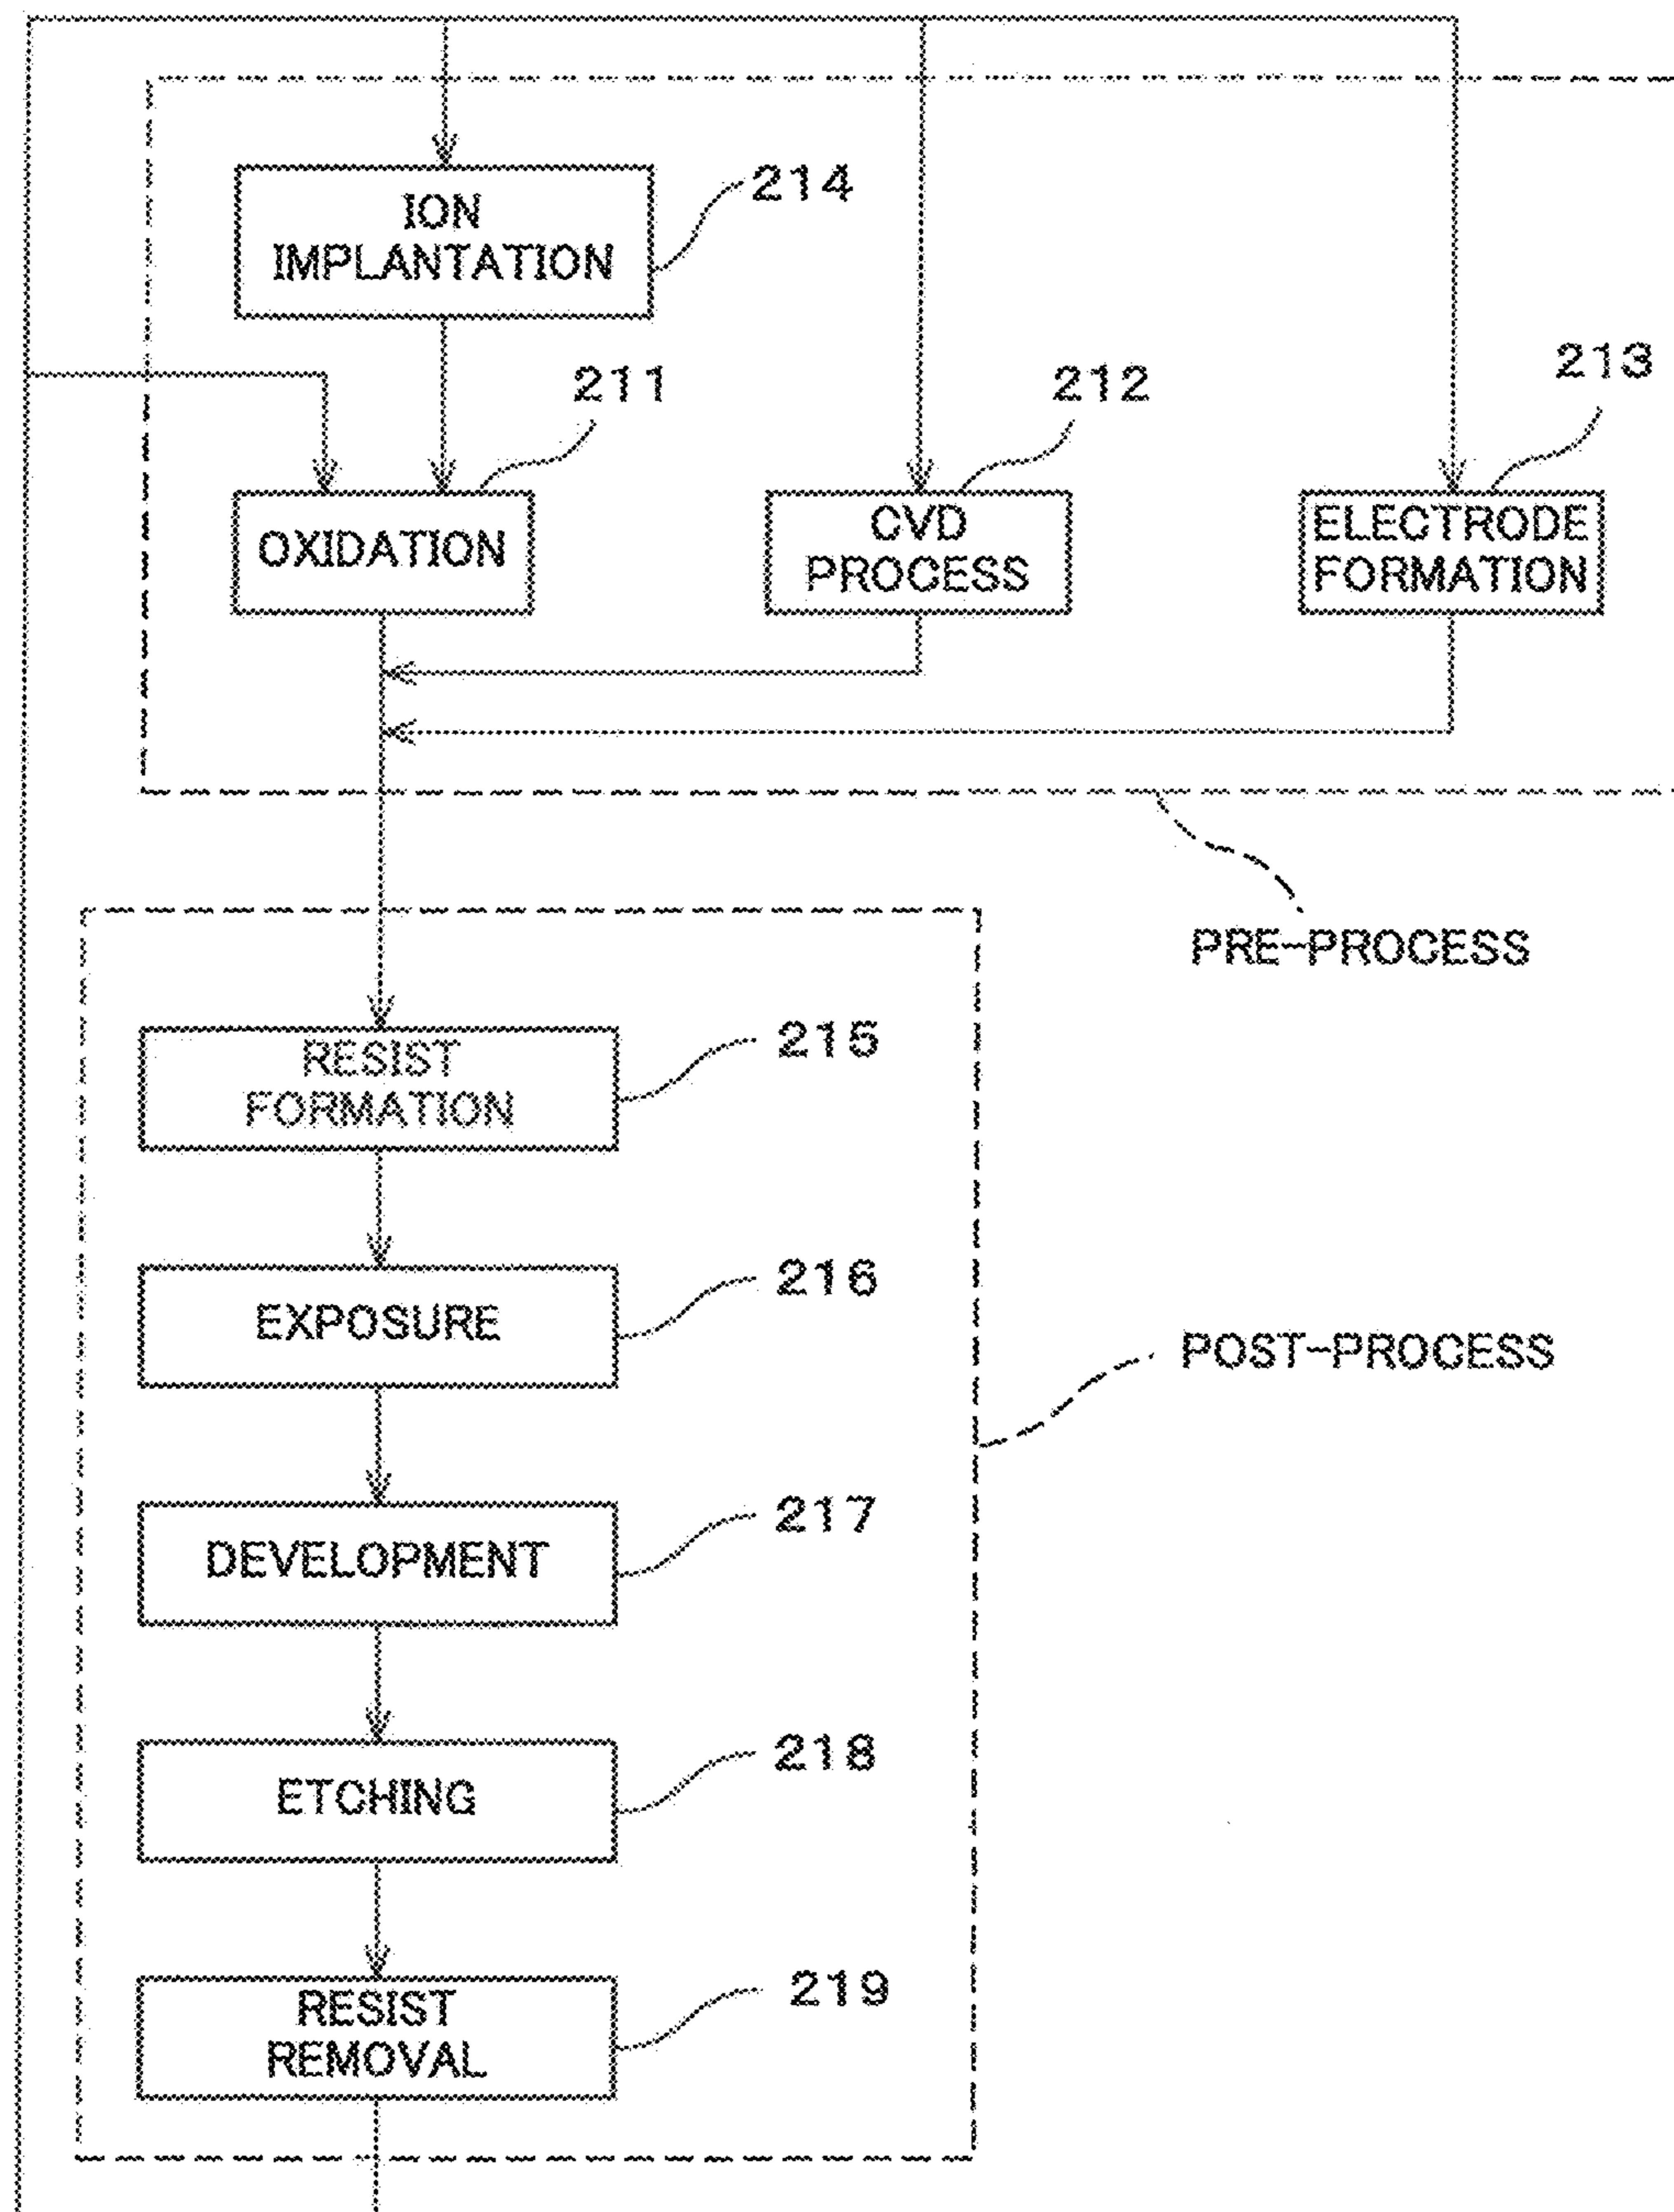 214
ION
IMPLANTATION
213
211
212
OXIDATION
CVD
PROCESS
ELECTRODE
FORMATION
PRE-PROCESS
215
RESIST
FORMATION
216
EXPOSURE
POST-PROCESS
217
DEVELOPMENT
218
ETCHING
219
RESIST
REMOVAL